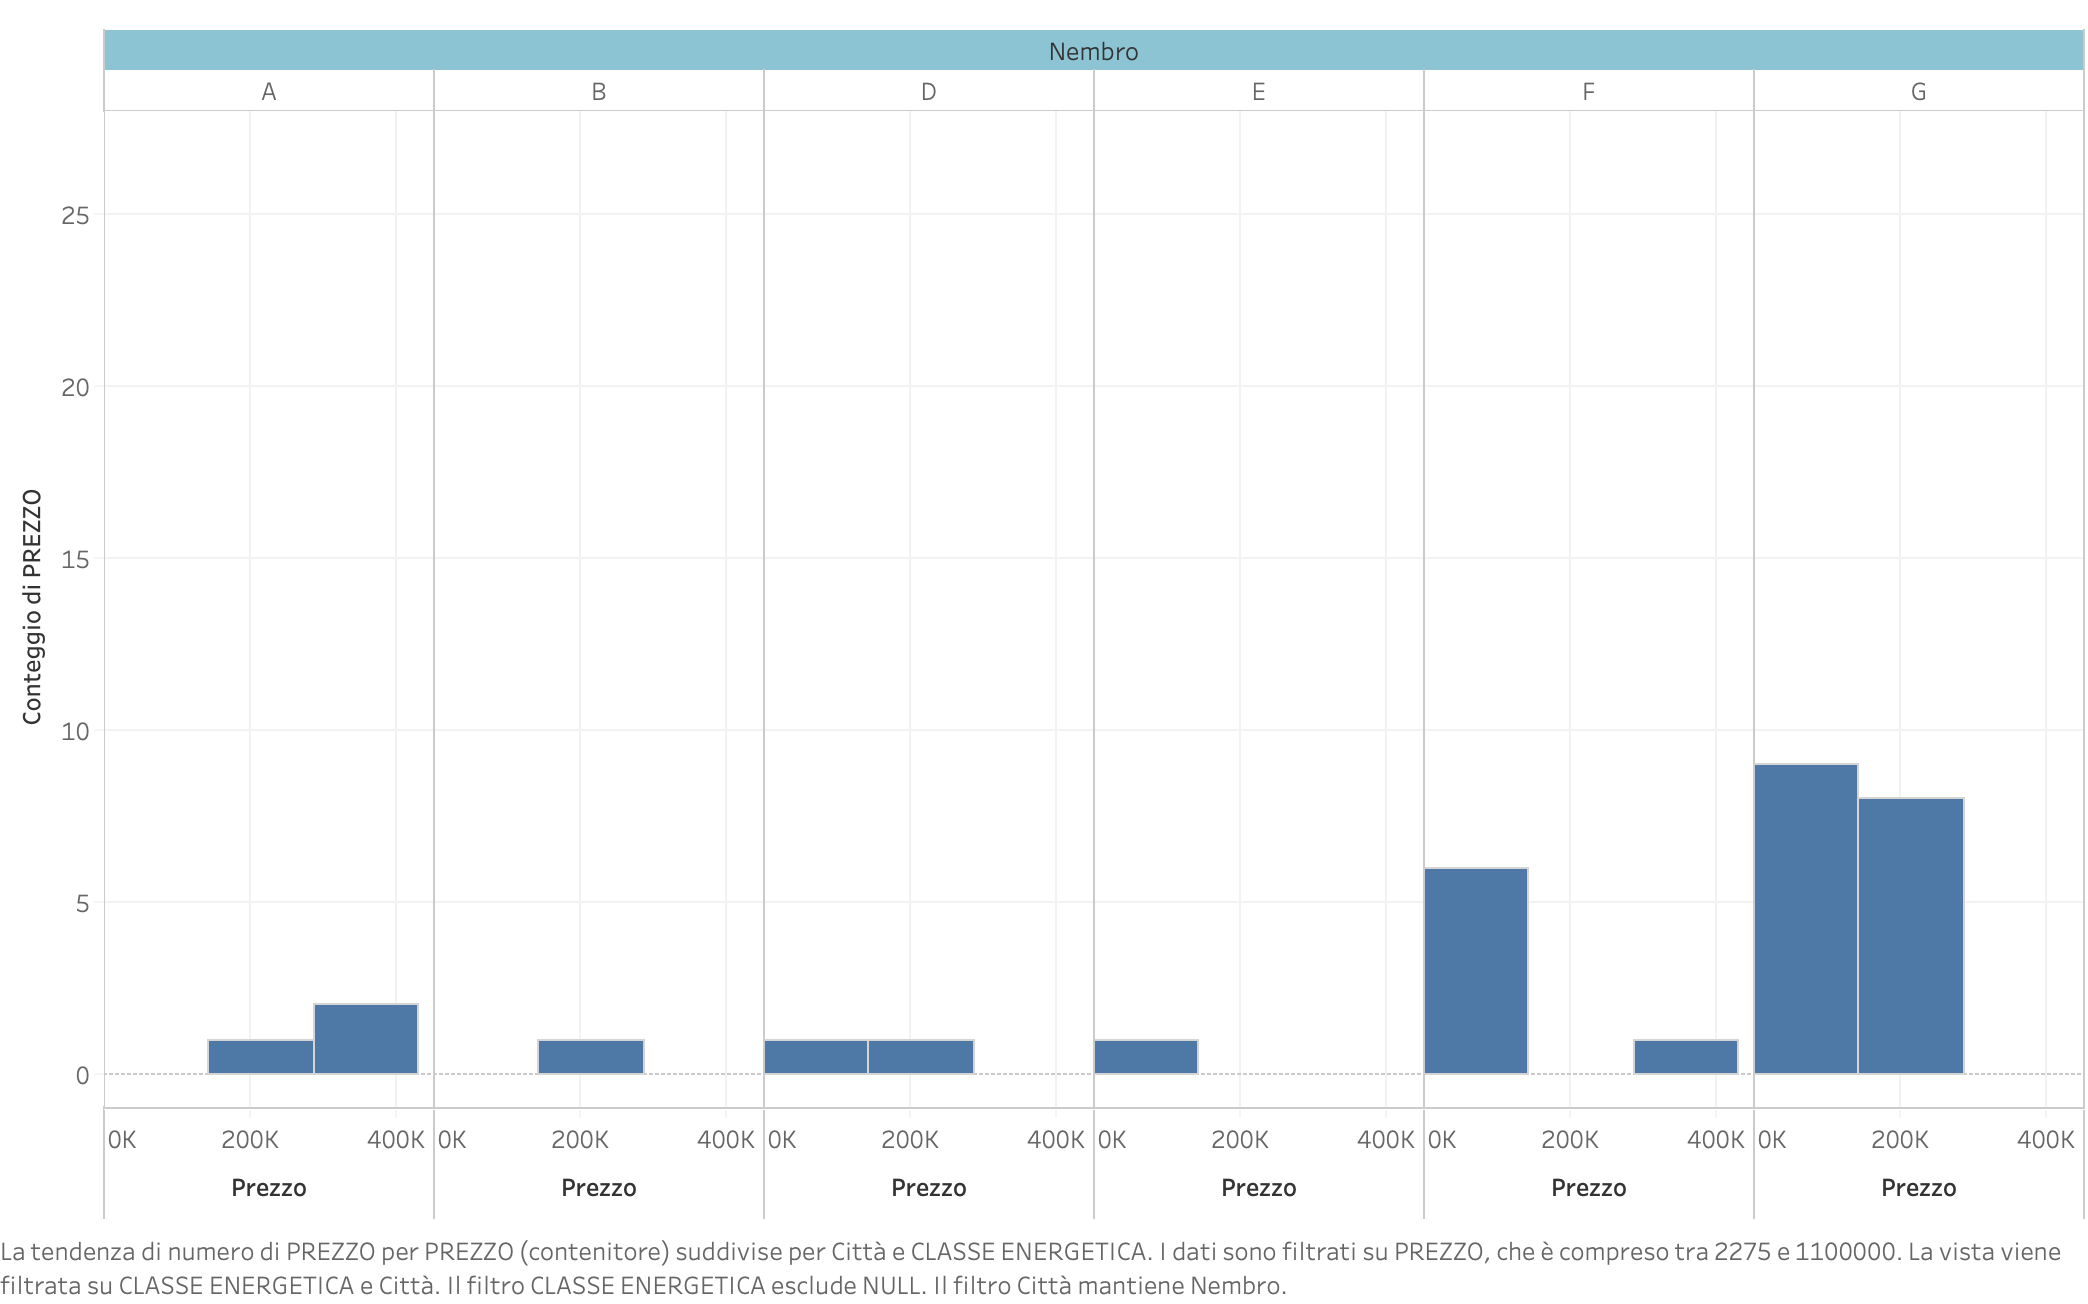 Nembro
A B D E F G
25
20
15
10
5
0
Conteggio di PREZZO
0K 200K 400K 0K 200K 400K 0K 200K 400K 0K 200K 400K 0K 200K 400K 0K 200K 400K
Prezzo Prezzo Prezzo Prezzo Prezzo Prezzo
La tendenza di numero di PREZZO per PREZZO (contenitore) suddivise per Città e CLASSE ENERGETICA. I dati sono filtrati su PREZZO, che è compreso tra 2275 e 1100000. La vista viene
filtrata su CLASSE ENERGETICA e Città. Il filtro CLASSE ENERGETICA esclude NULL. Il filtro Città mantiene Nembro.